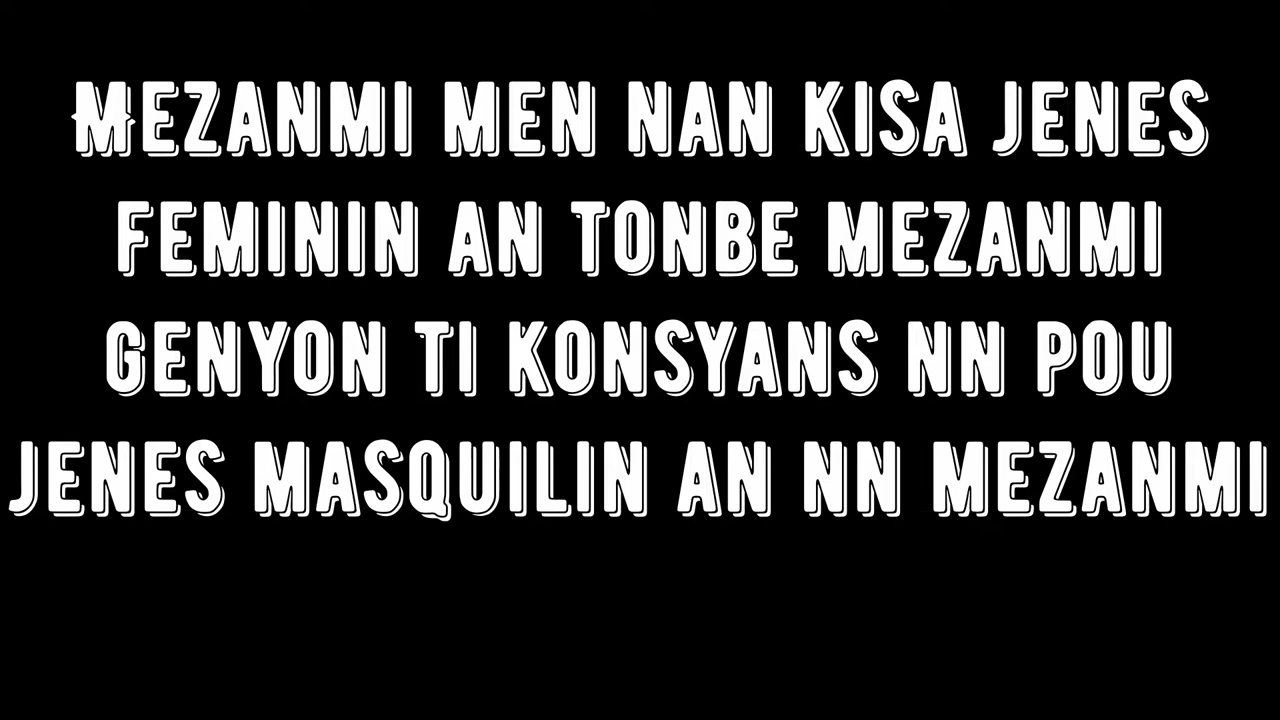 MEZANMI MEN NAN KISA JENES
FEMININ AN TONBE MEZANMI
GENYON TI KONSYANS NN POU
JENES MASQUILIN AN NN MEZANMI